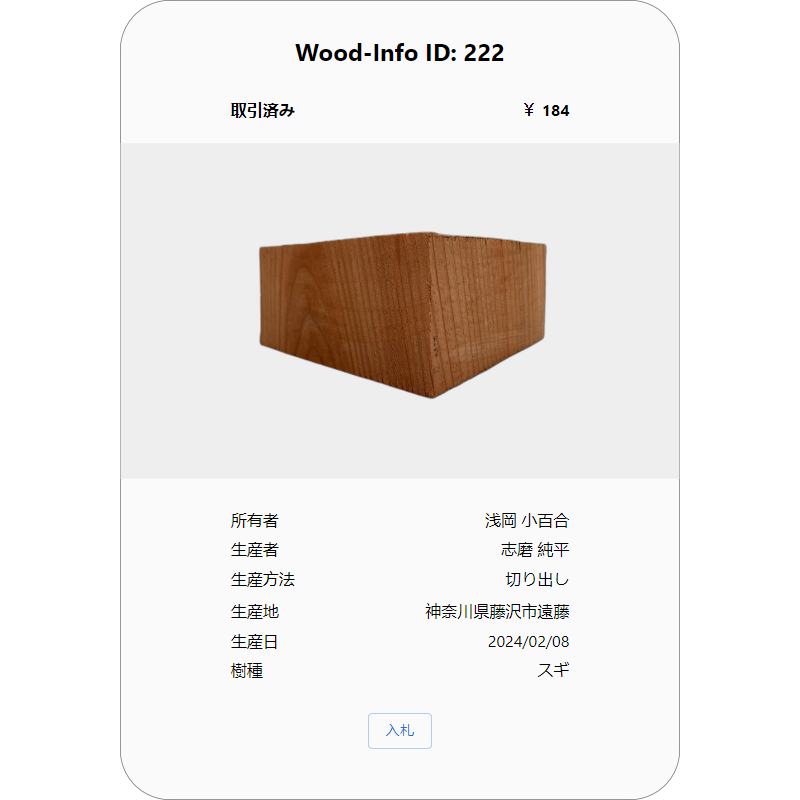 Wood-Info ID: 222
取引済み ￥ 184
所有者 浅岡 小百合
生産者 志磨 純平
生産方法 切り出し
生産地 神奈川県藤沢市遠藤
生産日 2024/02/08
樹種 スギ
入札